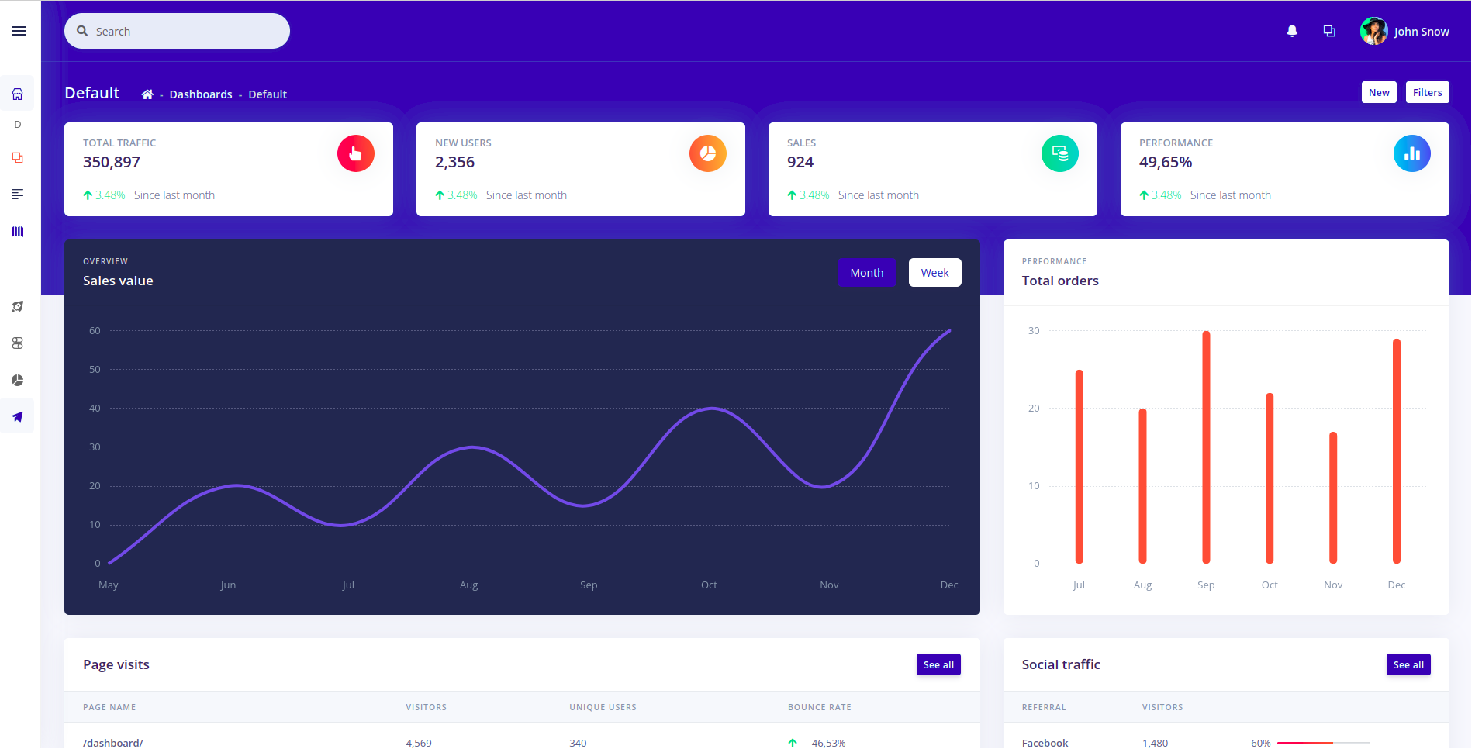 Search
John Snow
Default
- Dashboards - Default
New
Filters
D
TOTAL TRAFFIC
350,897
3.48% Since last month
NEW USERS
2,356
3.48% Since last month
SALES
924
3.48% Since last month
PERFORMANCE
49,65%
3.48% Since last month
OVERVIEW
Sales value
Month
Week
60
50
40
30
20
10
0
May Jun Jul Aug Sep Oct Nov Dec
PERFORMANCE
Total orders
30
20
10
0
Jul Aug Sep Oct Nov Dec
Page visits
See all
PAGE NAME VISITORS UNIQUE USERS BOUNCE RATE
/dashboard/ 4,569 340 46,53%
Social traffic
See all
REFERRAL VISITORS
Facebook 1,480 60%